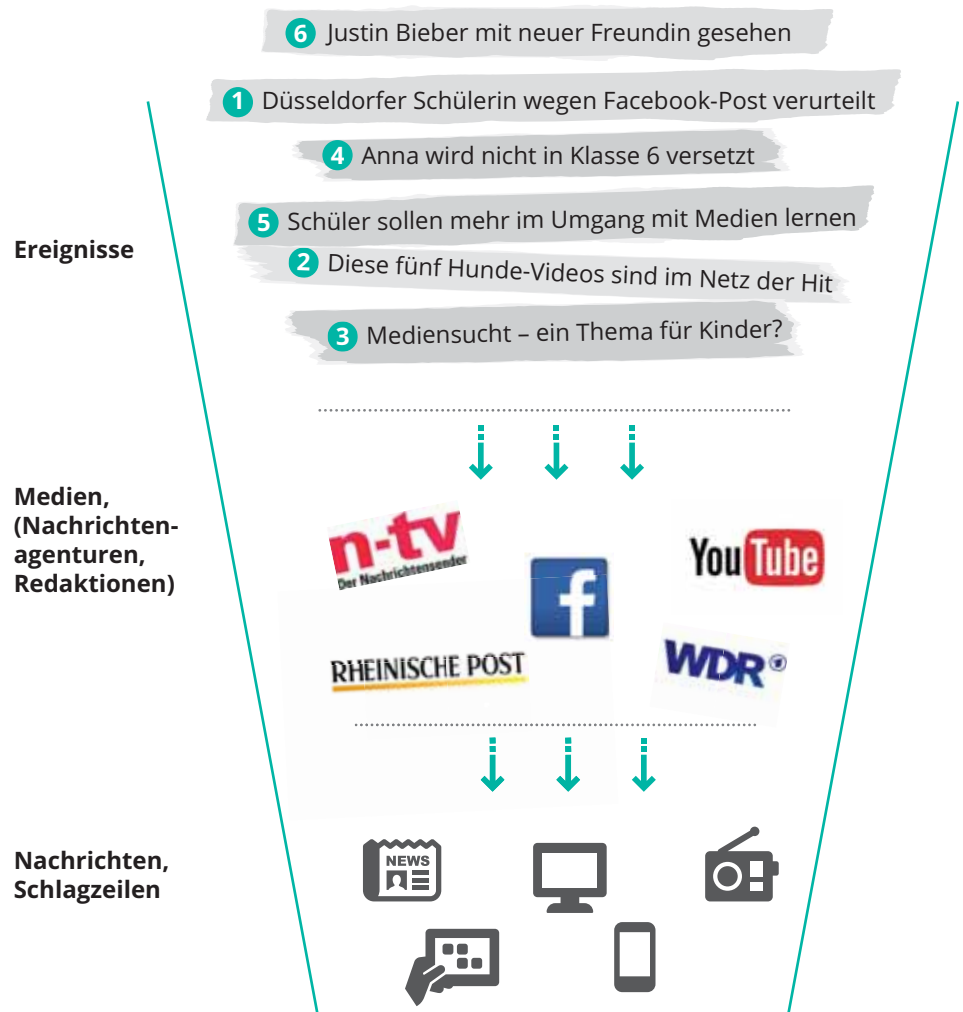 6 Justin Bieber mit neuer Freundin gesehen
1 Düsseldorfer Schülerin wegen Facebook-Post verurteilt
4 Anna wird nicht in Klasse 6 versetzt
5 Schüler sollen mehr im Umgang mit Medien lernen
Ereignisse
2 Diese fünf Hunde-Videos sind im Netz der Hit
3 Mediensucht – ein Thema für Kinder?
Medien,
(Nachrichten-
agenturen,
Redaktionen)
n-tv
Der Nachrichtensender
f
YouTube
RHEINISCHE POST
WDR
Nachrichten,
Schlagzeilen
NEWS